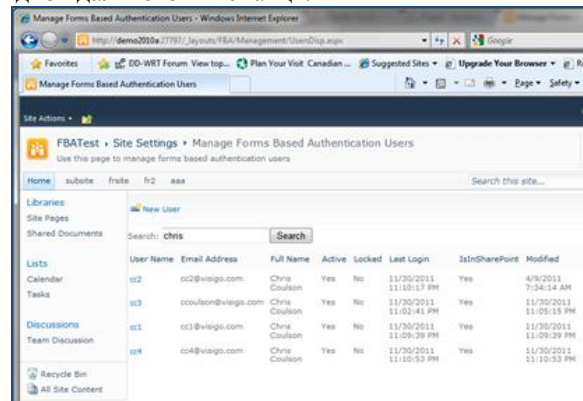 Manage Forms Based Authentication Users - Windows Internet Explorer
http://demo2010a:27797/_layouts/FBA/Management/UsersDisp.aspx
Google
Favorites DD-WRT Forum View top... Plan Your Visit Canadian ... Suggested Sites Upgrade Your Browser
Manage Forms Based Authentication Users
Page Safety
Site Actions
FBATest Site Settings Manage Forms Based Authentication Users
Use this page to manage forms based authentication users
Home subsite frsite fr2 aaa
Search this site...
Libraries
Site Pages
Shared Documents
Lists
Calendar
Tasks
Discussions
Team Discussion
Recycle Bin
All Site Content
New User
Search: chris Search
User Name Email Address Full Name Active Locked Last Login IsInSharePoint Modified
cc2 cc2@visigo.com Chris Coulson Yes No 11/30/2011 11:10:17 PM Yes 4/9/2011 7:34:14 AM
cc3 ccoulson@visigo.com Chris Coulson Yes No 11/30/2011 11:02:41 PM Yes 11/30/2011 11:05:15 PM
cc1 cc1@visigo.com Chris Coulson Yes No 11/30/2011 11:09:39 PM Yes 11/30/2011 11:09:39 PM
cc4 cc4@visigo.com Chris Coulson Yes No 11/30/2011 11:10:53 PM Yes 11/30/2011 11:10:53 PM